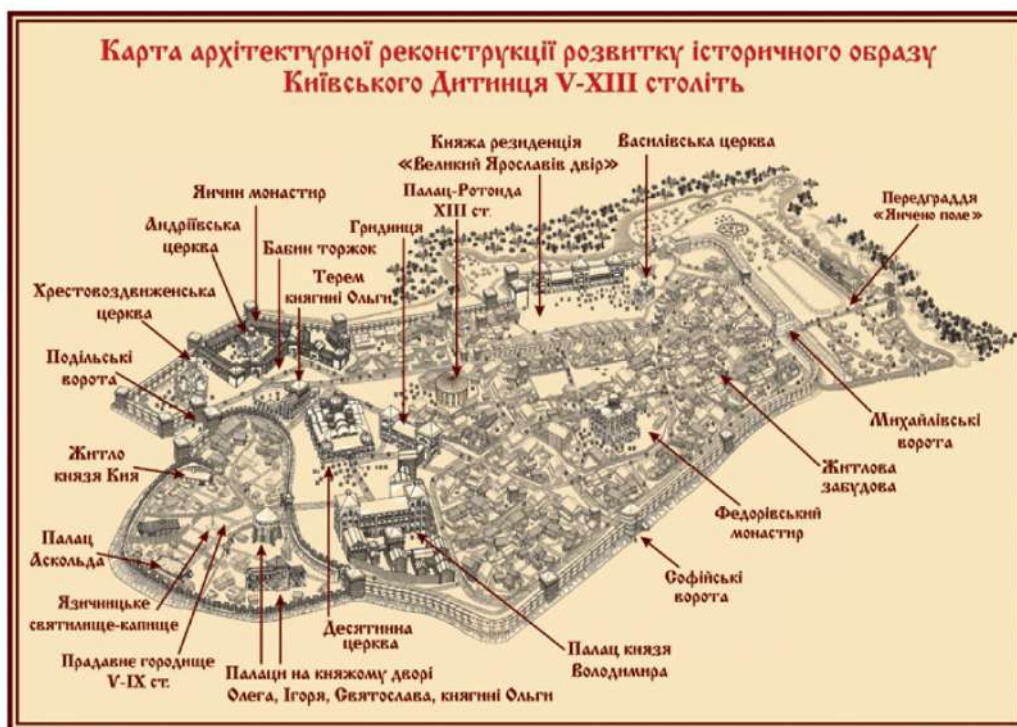 Карта архітектурної реконструкції розвитку історичного образу
Київського Дитинця V-XIII століть
Княжа резиденція
«Великий Ярославів двір»
Василівська церква
Палац-Ротонда
XIII ст.
Передграддя
«Янчено поле»
Янчин монастир
Андріївська
церква
Бабин торжок
Гридниця
Терем
княгині Ольги
Хрестовоздвиженська
церква
Подільські
ворота
Житло
князя Кия
Михайлівські
ворота
Житлова
забудова
Федорівський
монастир
Палац
Аскольда
Софійські
ворота
Язичницьке
святилище-капище
Десятинна
церква
Палац князя
Володимира
Прадавне городище
V-IX ст.
Палаци на княжому дворі
Олега, Ігоря, Святослава, княгині Ольги